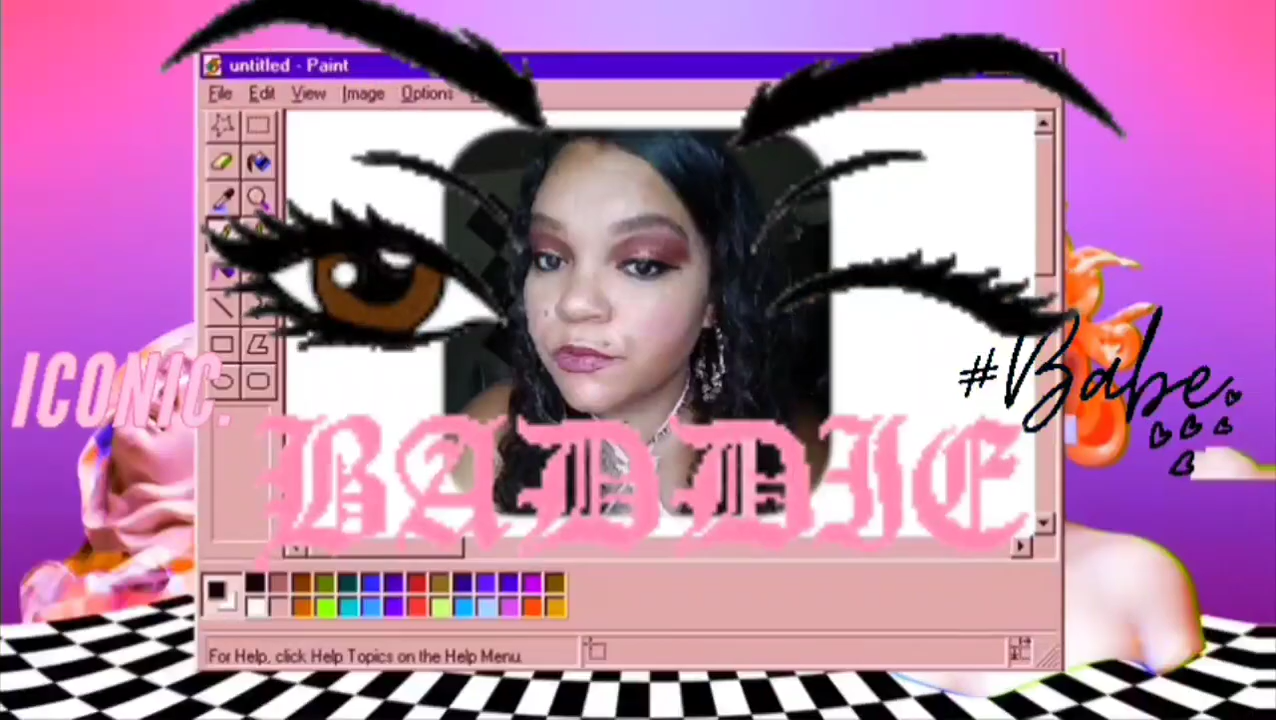 untitled - Paint
File Edit View Image Options
ICONIC.
#Babe
BADDIE
For Help, click Help Topics on the Help Menu.